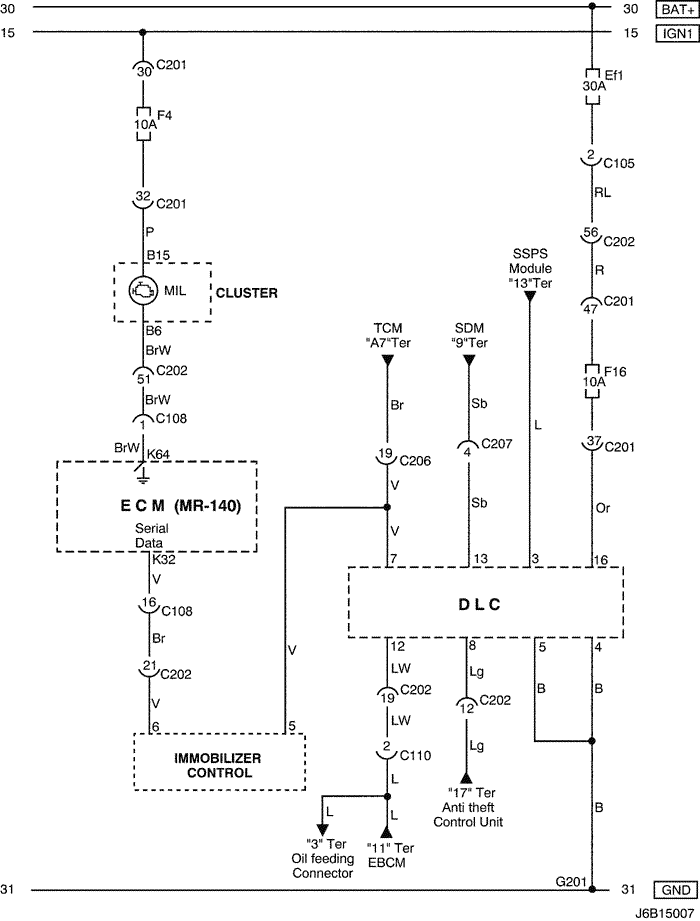 30 30 BAT+
15 15 IGN1
30 C201
F4
10A
Ef1
30A
2 C105
RL
32 C201
P
B15
MIL CLUSTER
B6
BrW
C202
51
BrW
C108
1
BrW K64
E C M (MR-140)
Serial
Data
K32
V
16 C108
Br
21 C202
V
6 5
IMMOBILIZER
CONTROL
V
TCM
"A7"Ter
Br
19 C206
V
V
7
SDM
"9"Ter
Sb
C207
4
Sb
13
SSPS
Module
"13"Ter
L
3
56 C202
R
C201
47
F16
10A
37 C201
Or
16
D L C
12 8 5 4
LW
C202
19
LW
2 C110
L
L L
"3" Ter
Oil feeding
Connector
"11" Ter
EBCM
Lg
C202
12
Lg
"17" Ter
Anti theft
Control Unit
B B
B
G201
31 31 GND
J6B15007